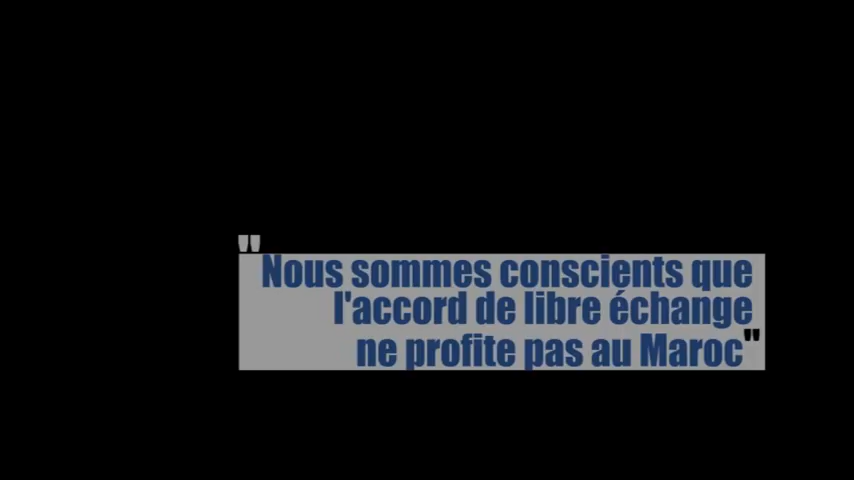 "Nous sommes conscients que
l'accord de libre échange
ne profite pas au Maroc"